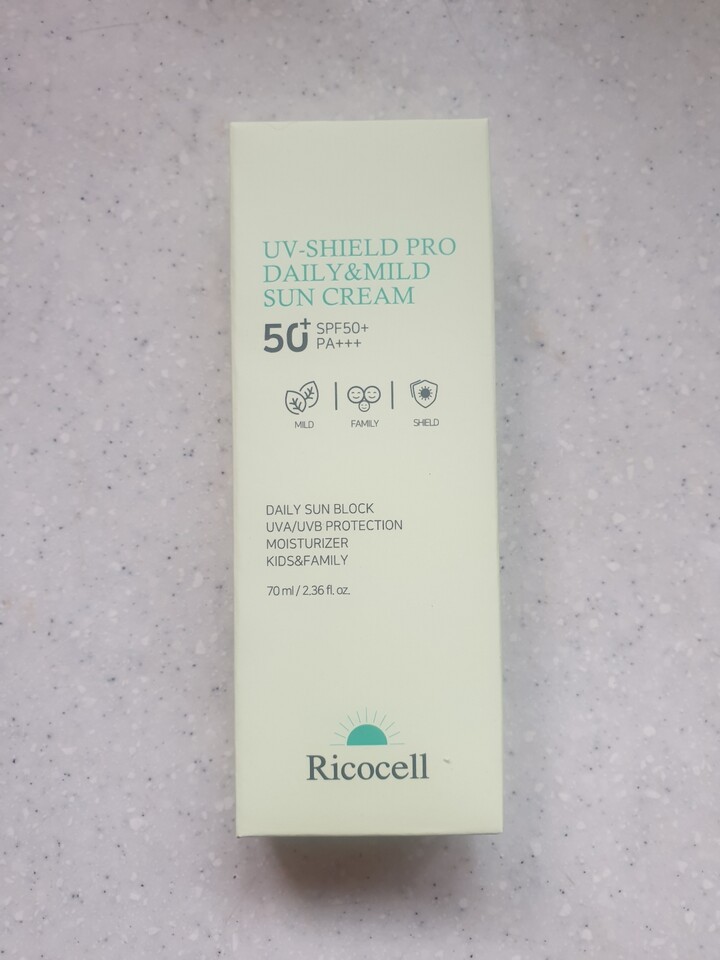 UV-SHIELD PRO
DAILY&MILD
SUN CREAM
50+ SPF50+
PA+++
MILD FAMILY SHIELD
DAILY SUN BLOCK
UVA/UVB PROTECTION
MOISTURIZER
KIDS&FAMILY
70 ml / 2.36 fl. oz.
Ricocell